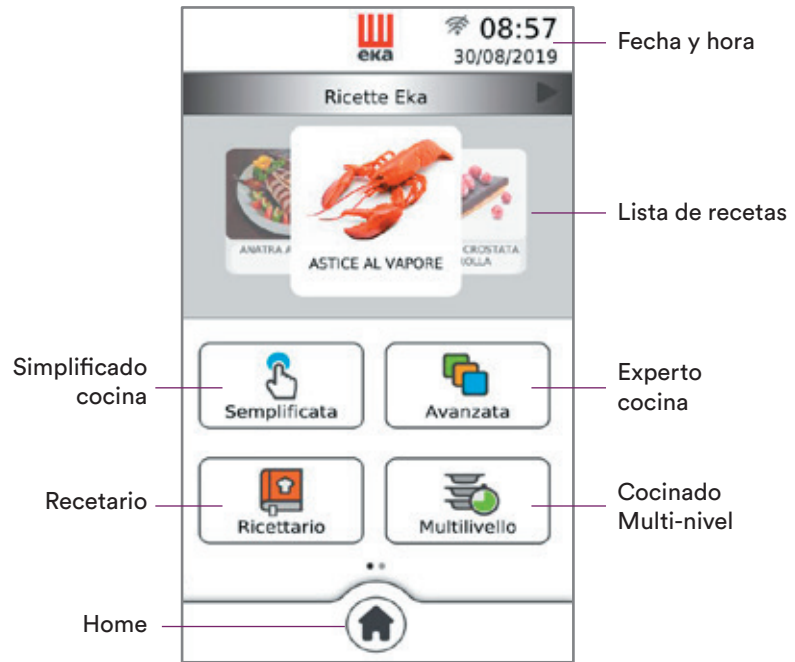 eka
08:57
30/08/2019
Fecha y hora
Ricette Eka
Lista de recetas
ANATRA A
ASTICE AL VAPORE
CROSTATA
OLLA
Simplificado
cocina
Semplificata
Avanzata
Experto
cocina
Recetario
Ricettario
Multilivello
Cocinado
Multi-nivel
Home